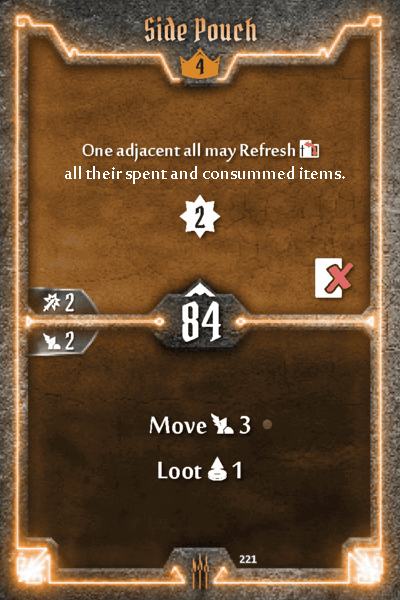 Side Pouch
4
One adjacent all may Refresh
all their spent and consummed items.
2
2
84
2
Move 3
Loot 1
221